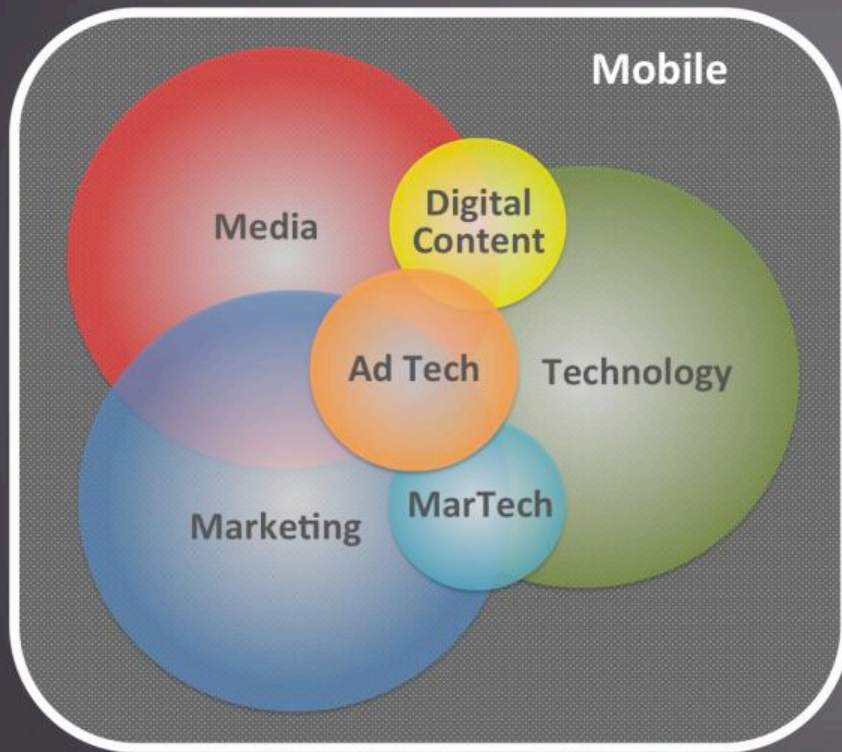 Mobile
Digital
Content
Media
Ad Tech
Technology
MarTech
Marketing